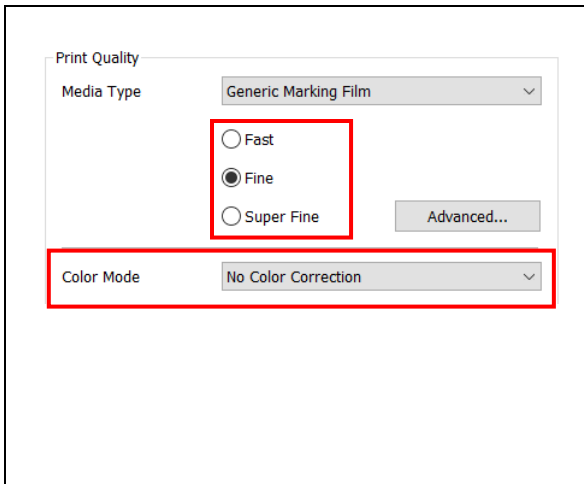 Print Quality
Media Type Generic Marking Film
Fast
Fine
Super Fine Advanced...
Color Mode No Color Correction